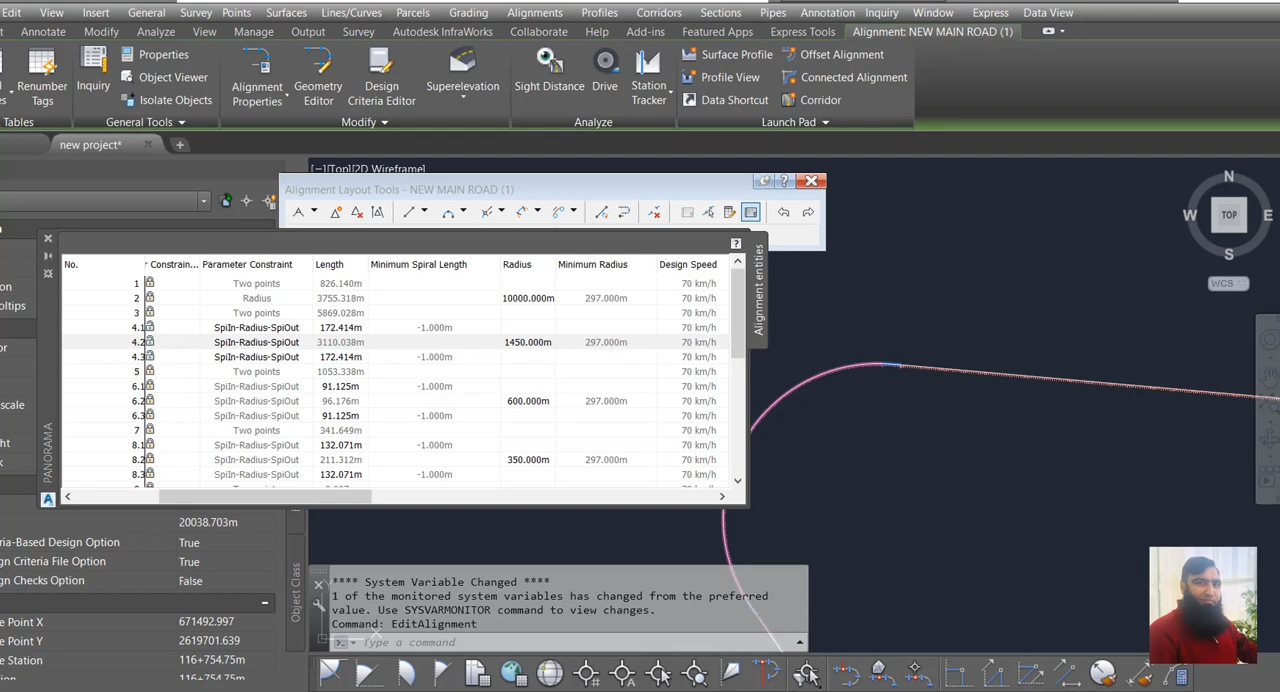 Edit View Insert General Survey Points Surfaces Lines/Curves Parcels Grading Alignments Profiles Corridors Sections Pipes Annotation Inquiry Window Express Data View
Annotate Modify Analyze View Manage Output Survey Autodesk InfraWorks Collaborate Help Add-ins Featured Apps Express Tools Alignment: NEW MAIN ROAD (1)
Renumber Tags
Tables
Inquiry
Properties
Object Viewer
Isolate Objects
General Tools
Alignment Properties
Geometry Editor
Design Criteria Editor
Superelevation
Modify
Sight Distance
Drive
Station Tracker
Analyze
Surface Profile
Profile View
Data Shortcut
Offset Alignment
Connected Alignment
Corridor
Launch Pad
new project*
[−][Top][2D Wireframe]
Alignment Layout Tools - NEW MAIN ROAD (1)
No. r Constrain... Parameter Constraint Length Minimum Spiral Length Radius Minimum Radius Design Speed
1 Two points 826.140m 70 km/h
2 Radius 3755.318m 10000.000m 297.000m 70 km/h
3 Two points 5869.028m 70 km/h
4.1 SpiIn-Radius-SpiOut 172.414m -1.000m 70 km/h
4.2 SpiIn-Radius-SpiOut 3110.038m 1450.000m 297.000m 70 km/h
4.3 SpiIn-Radius-SpiOut 172.414m -1.000m 70 km/h
5 Two points 1053.338m 70 km/h
6.1 SpiIn-Radius-SpiOut 91.125m -1.000m 70 km/h
6.2 SpiIn-Radius-SpiOut 96.176m 600.000m 297.000m 70 km/h
6.3 SpiIn-Radius-SpiOut 91.125m -1.000m 70 km/h
7 Two points 341.649m 70 km/h
8.1 SpiIn-Radius-SpiOut 132.071m -1.000m 70 km/h
8.2 SpiIn-Radius-SpiOut 211.312m 350.000m 297.000m 70 km/h
8.3 SpiIn-Radius-SpiOut 132.071m -1.000m 70 km/h
Alignment entities
PANORAMA
N
W TOP E
S
WCS
on
ooltips
or
scale
ght
k
20038.703m
teria-Based Design Option True
gn Criteria File Option True
gn Checks Option False
e Point X 671492.997
e Point Y 2619701.639
e Station 116+754.75m
Object Class
**** System Variable Changed ****
1 of the monitored system variables has changed from the preferred
value. Use SYSVARMONITOR command to view changes.
Command: EditAlignment
Type a command